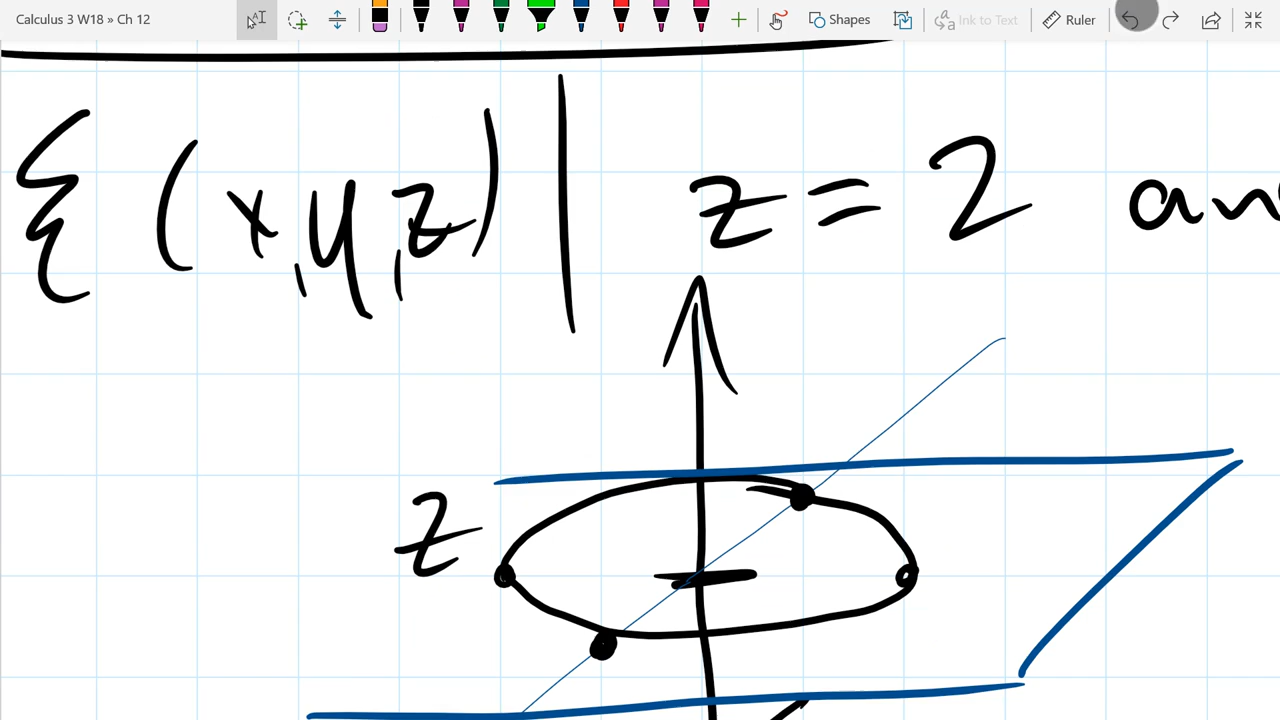 Calculus 3 W18 » Ch 12
Shapes
Ink to Text
Ruler
{ (x,y,z) | z = 2 an
z